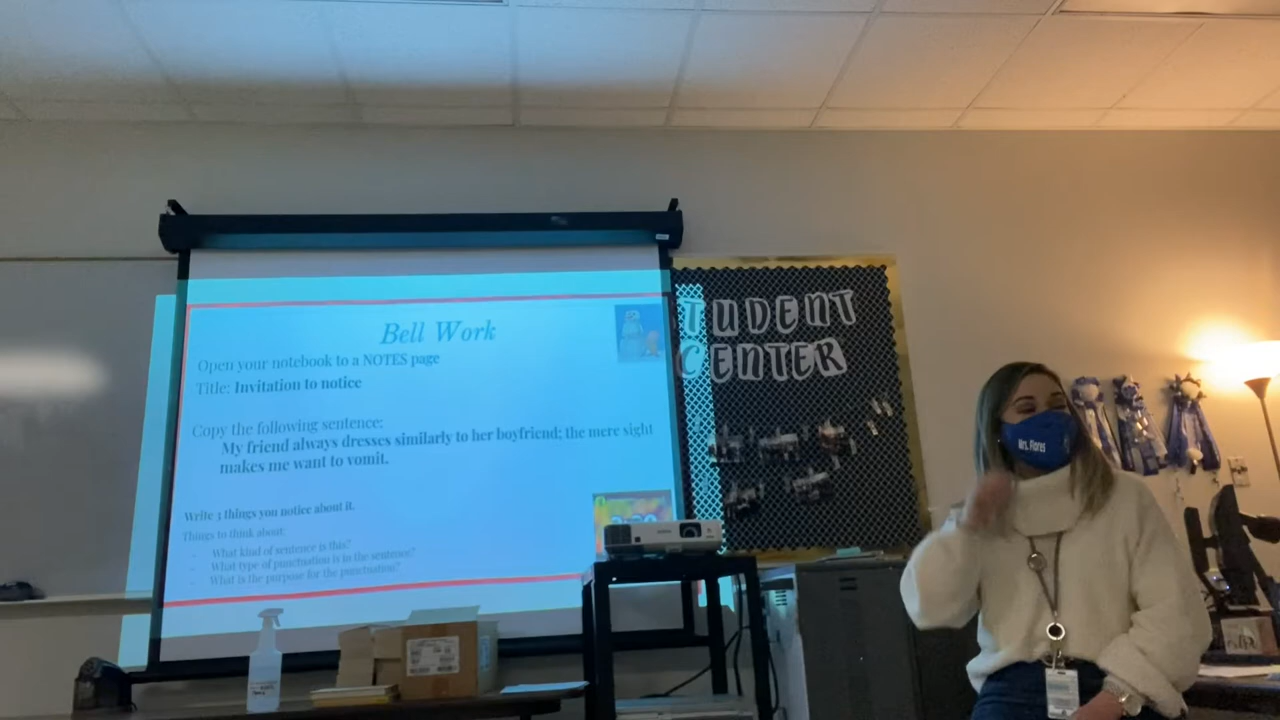 Bell Work
Open your notebook to a NOTES page
Title: Invitation to notice
Copy the following sentence:
My friend always dresses similarly to her boyfriend; the mere sight
makes me want to vomit.
Write 3 things you notice about it.
Things to think about:
- What kind of sentence is this?
- What type of punctuation is in the sentence?
- What is the purpose for the punctuation?
STUDENT
CENTER
Mrs. Flores